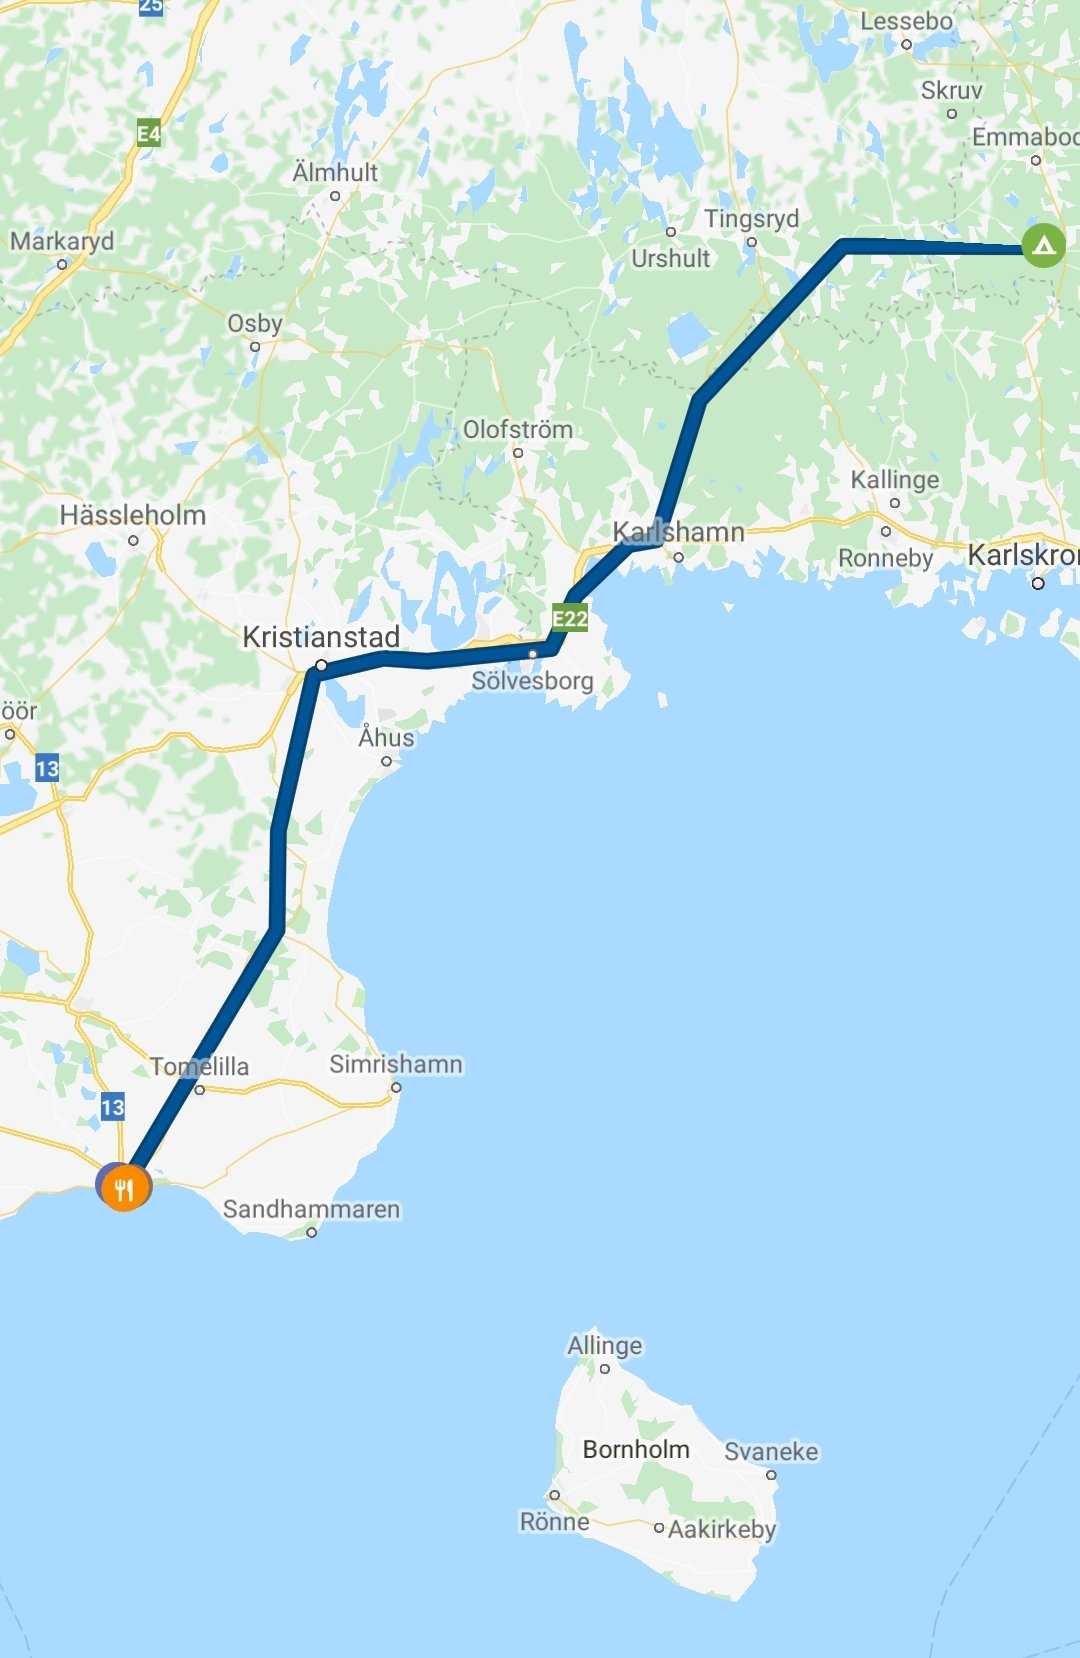 25
Lessebo
Skruv
E4
Emmabod
Älmhult
Tingsryd
Markaryd
Urshult
Osby
Olofström
Kallinge
Hässleholm
Karlshamn
Ronneby
Karlskron
E22
Kristianstad
Sölvesborg
öör
Åhus
13
Tomelilla
Simrishamn
13
Sandhammaren
Allinge
Bornholm
Svaneke
Rönne
Aakirkeby